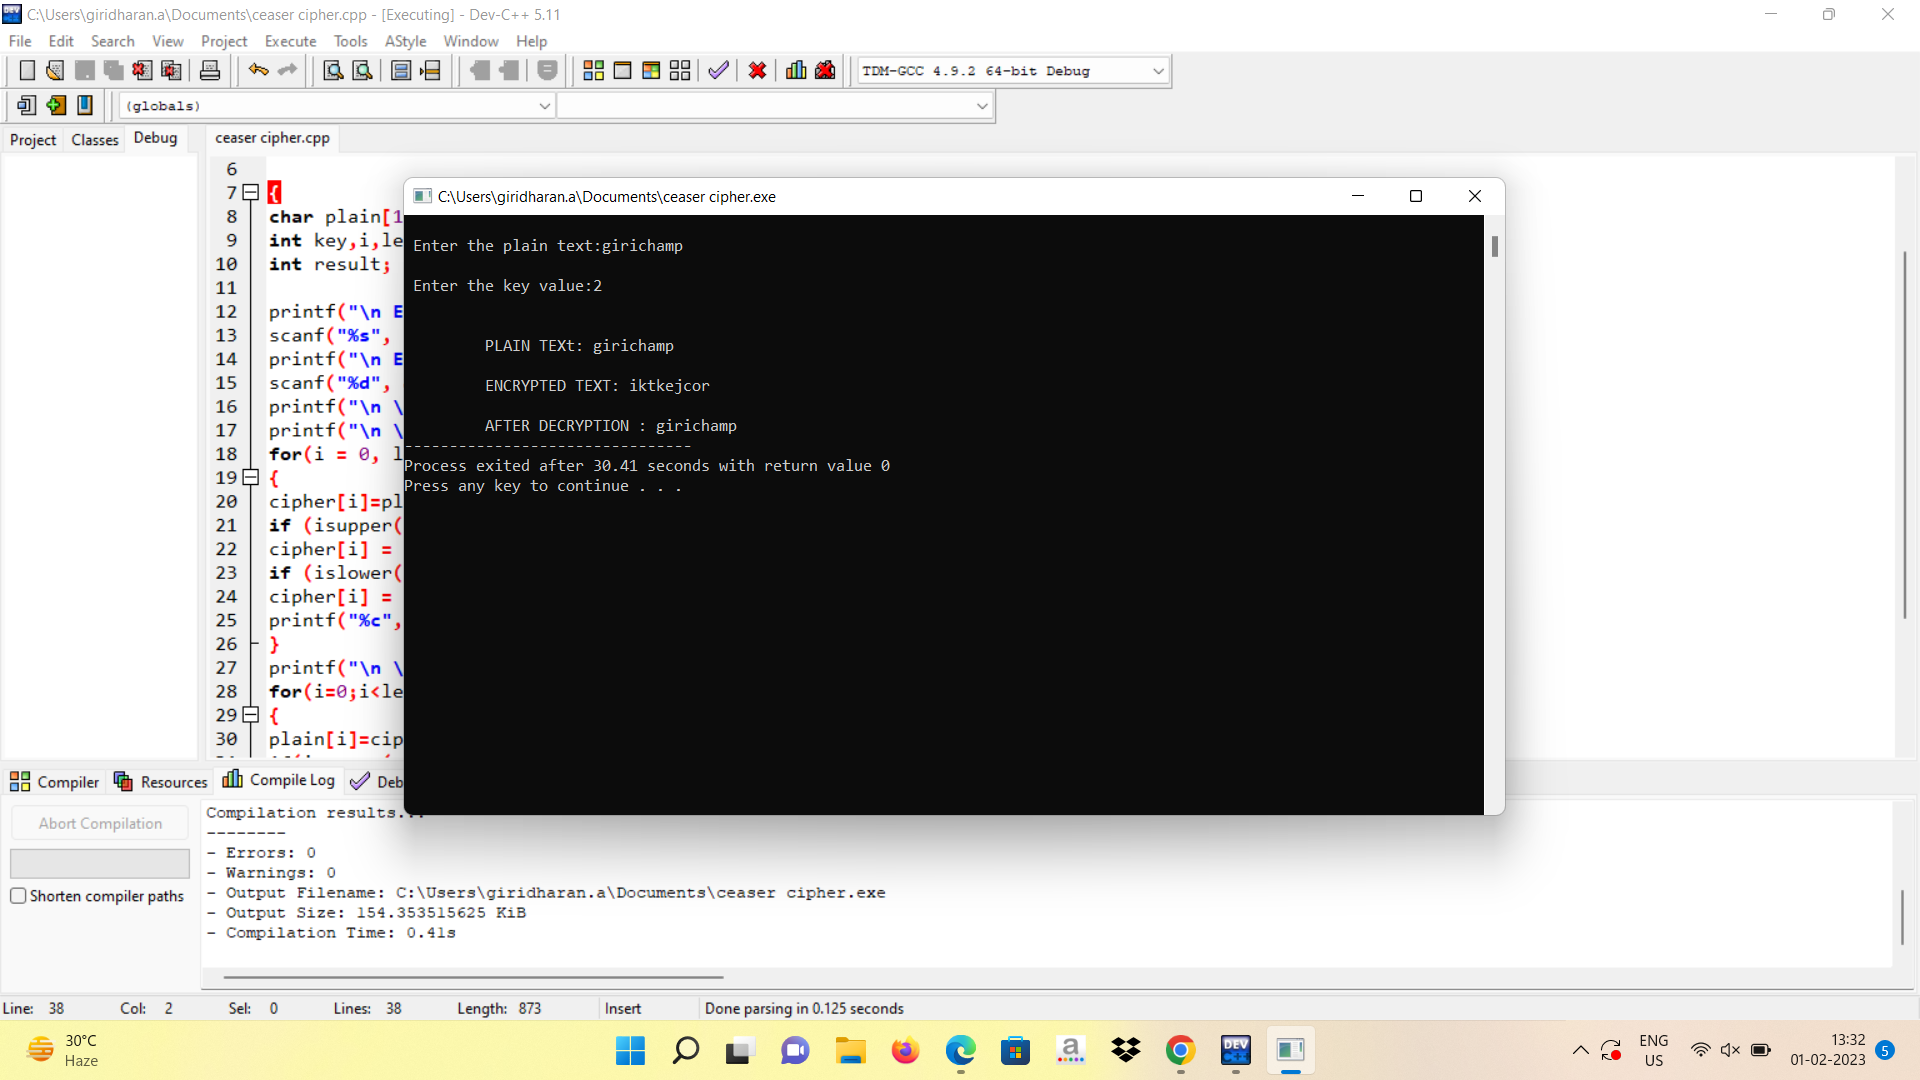 C:\Users\giridharan.a\Documents\ceaser cipher.cpp - [Executing] - Dev-C++ 5.11
File Edit Search View Project Execute Tools AStyle Window Help
TDM-GCC 4.9.2 64-bit Debug
(globals)
Project Classes Debug ceaser cipher.cpp
6
7 {
8 char plain[1
9 int key,i,le
10 int result;
11
12 printf("\n E
13 scanf("%s",
14 printf("\n E
15 scanf("%d",
16 printf("\n \
17 printf("\n \
18 for(i = 0, l
19 {
20 cipher[i]=pl
21 if (isupper(
22 cipher[i] =
23 if (islower(
24 cipher[i] =
25 printf("%c",
26 }
27 printf("\n \
28 for(i=0;i<le
29 {
30 plain[i]=cip
C:\Users\giridharan.a\Documents\ceaser cipher.exe
Enter the plain text:girichamp
Enter the key value:2
PLAIN TEXt: girichamp
ENCRYPTED TEXT: iktkejcor
AFTER DECRYPTION : girichamp
--------------------------------
Process exited after 30.41 seconds with return value 0
Press any key to continue . . .
Compiler Resources Compile Log Deb
Abort Compilation
Shorten compiler paths
Compilation results...
--------
- Errors: 0
- Warnings: 0
- Output Filename: C:\Users\giridharan.a\Documents\ceaser cipher.exe
- Output Size: 154.353515625 KiB
- Compilation Time: 0.41s
Line: 38 Col: 2 Sel: 0 Lines: 38 Length: 873 Insert Done parsing in 0.125 seconds
30°C
Haze
DEV
C++
ENG
US
13:32
01-02-2023
5